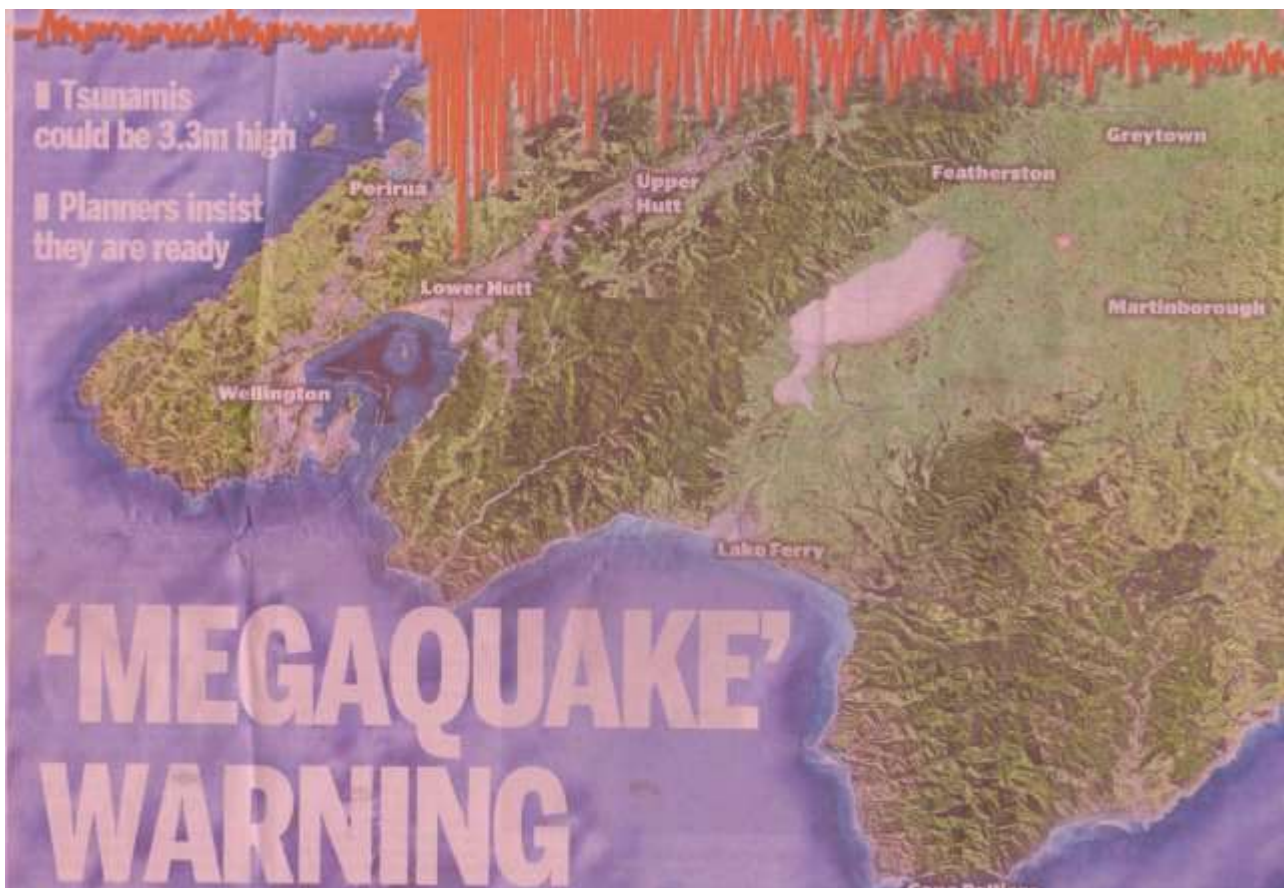 Tsunamis
could be 3.3m high
Planners insist
they are ready
Greytown
Featherston
Upper
Hutt
Porirua
Lower Hutt
Martinborough
Wellington
Lake Ferry
‘MEGAQUAKE’
WARNING